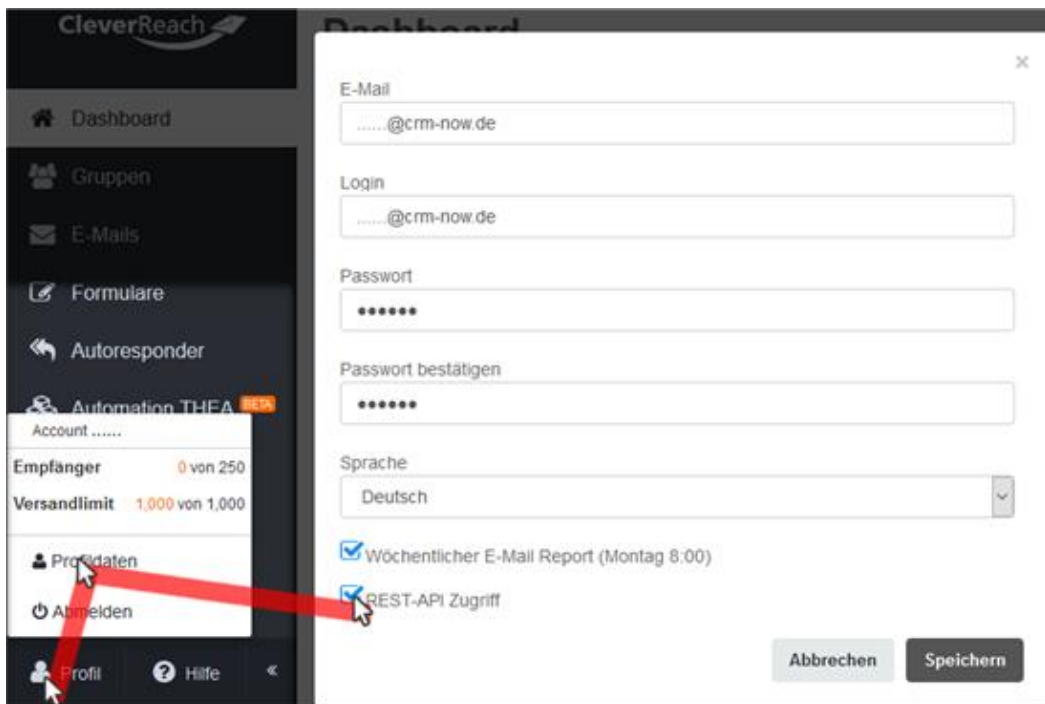 CleverReach
Dashboard
Gruppen
E-Mails
Formulare
Autoresponder
Automation THEA BETA
Account ......
Empfänger 0 von 250
Versandlimit 1,000 von 1,000
Profildaten
Abmelden
Profil
Hilfe
«
Dashboard
×
E-Mail
......@crm-now.de
Login
......@crm-now.de
Passwort
••••••
Passwort bestätigen
••••••
Sprache
Deutsch
Wöchentlicher E-Mail Report (Montag 8:00)
REST-API Zugriff
Abbrechen
Speichern